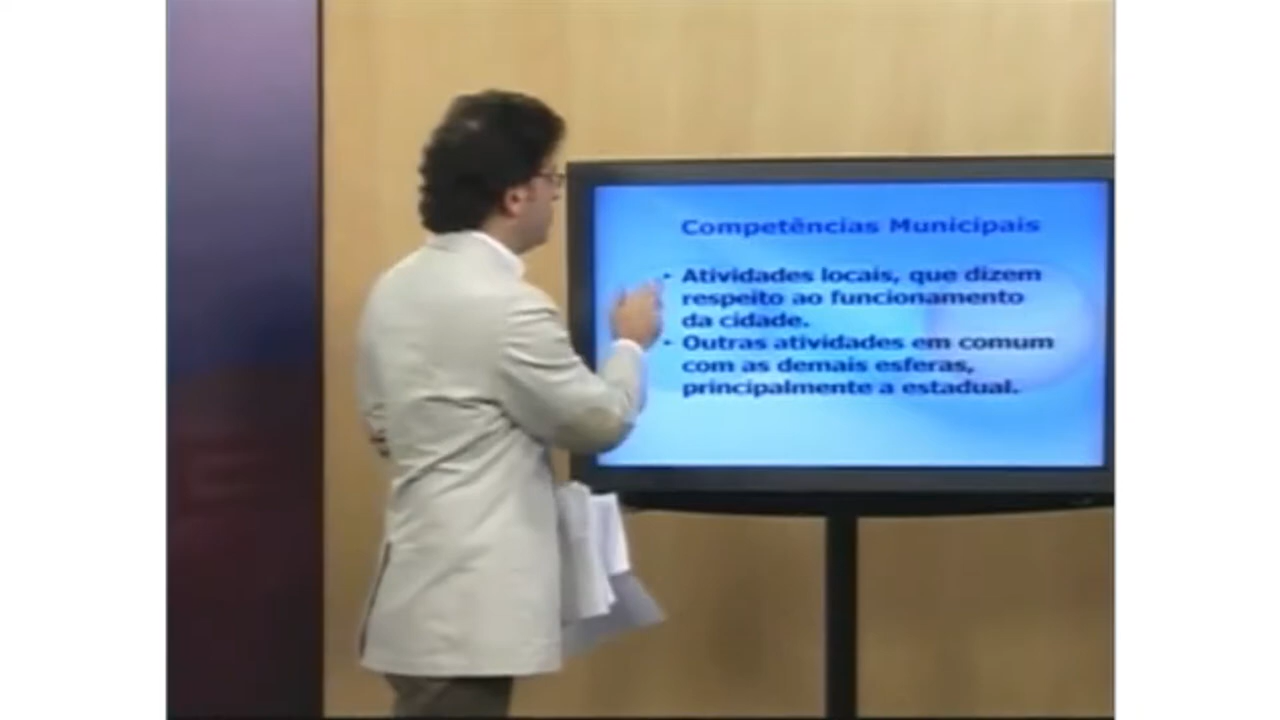 Competências Municipais
• Atividades locais, que dizem
respeito ao funcionamento
da cidade.
• Outras atividades em comum
com as demais esferas,
principalmente a estadual.